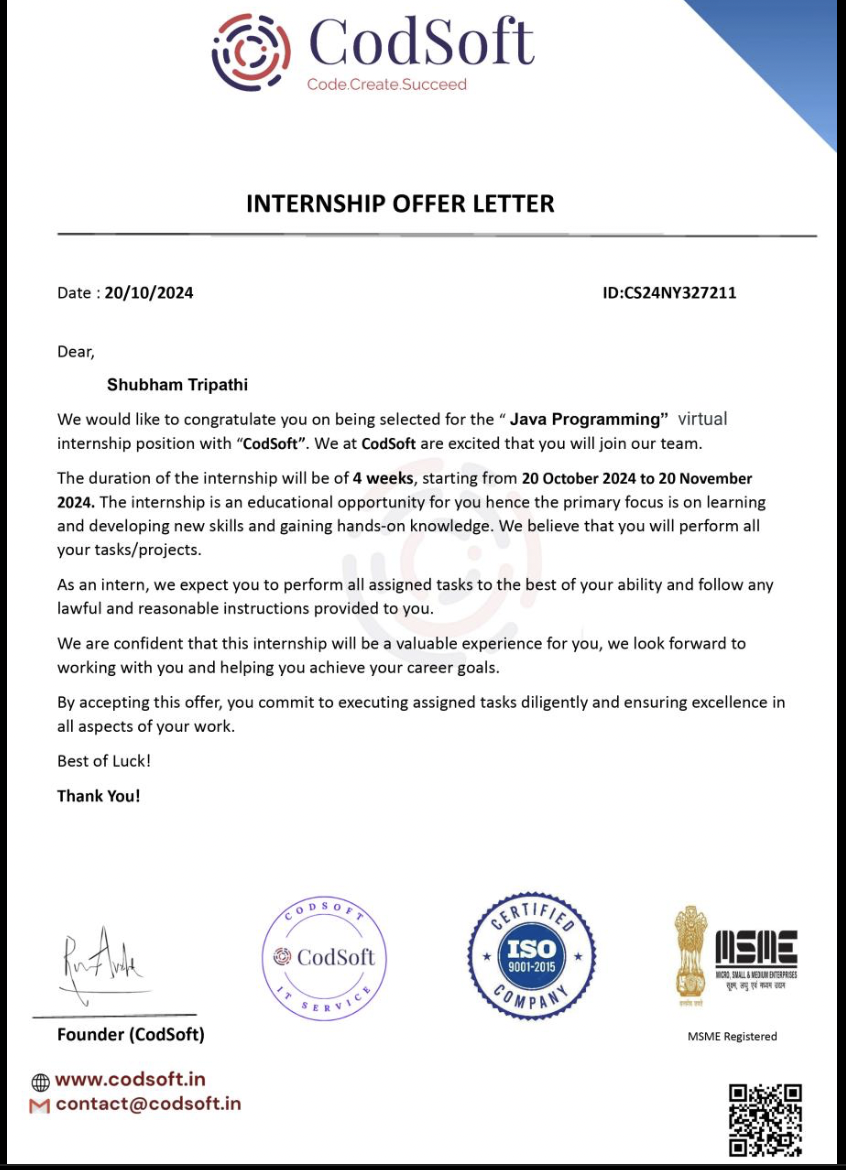 CodSoft
Code.Create.Succeed
INTERNSHIP OFFER LETTER
Date : 20/10/2024 ID:CS24NY327211
Dear,
Shubham Tripathi
We would like to congratulate you on being selected for the “ Java Programming” virtual
internship position with “CodSoft”. We at CodSoft are excited that you will join our team.
The duration of the internship will be of 4 weeks, starting from 20 October 2024 to 20 November
2024. The internship is an educational opportunity for you hence the primary focus is on learning
and developing new skills and gaining hands-on knowledge. We believe that you will perform all
your tasks/projects.
As an intern, we expect you to perform all assigned tasks to the best of your ability and follow any
lawful and reasonable instructions provided to you.
We are confident that this internship will be a valuable experience for you, we look forward to
working with you and helping you achieve your career goals.
By accepting this offer, you commit to executing assigned tasks diligently and ensuring excellence in
all aspects of your work.
Best of Luck!
Thank You!
CODSOFT
CodSoft
IT SERVICE
CERTIFIED
ISO
9001-2015
COMPANY
MSME
MICRO, SMALL & MEDIUM ENTERPRISES
सूक्ष्म, लघु एवं मध्यम उद्यम
Founder (CodSoft)
MSME Registered
www.codsoft.in
contact@codsoft.in